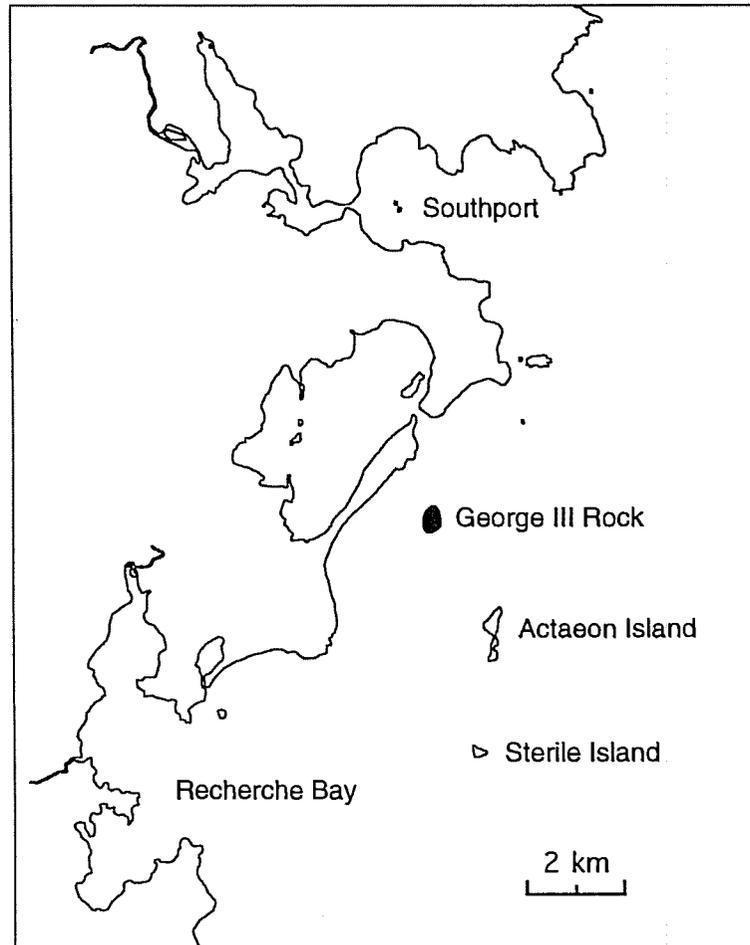 Southport
George III Rock
Actaeon Island
Sterile Island
Recherche Bay
2 km